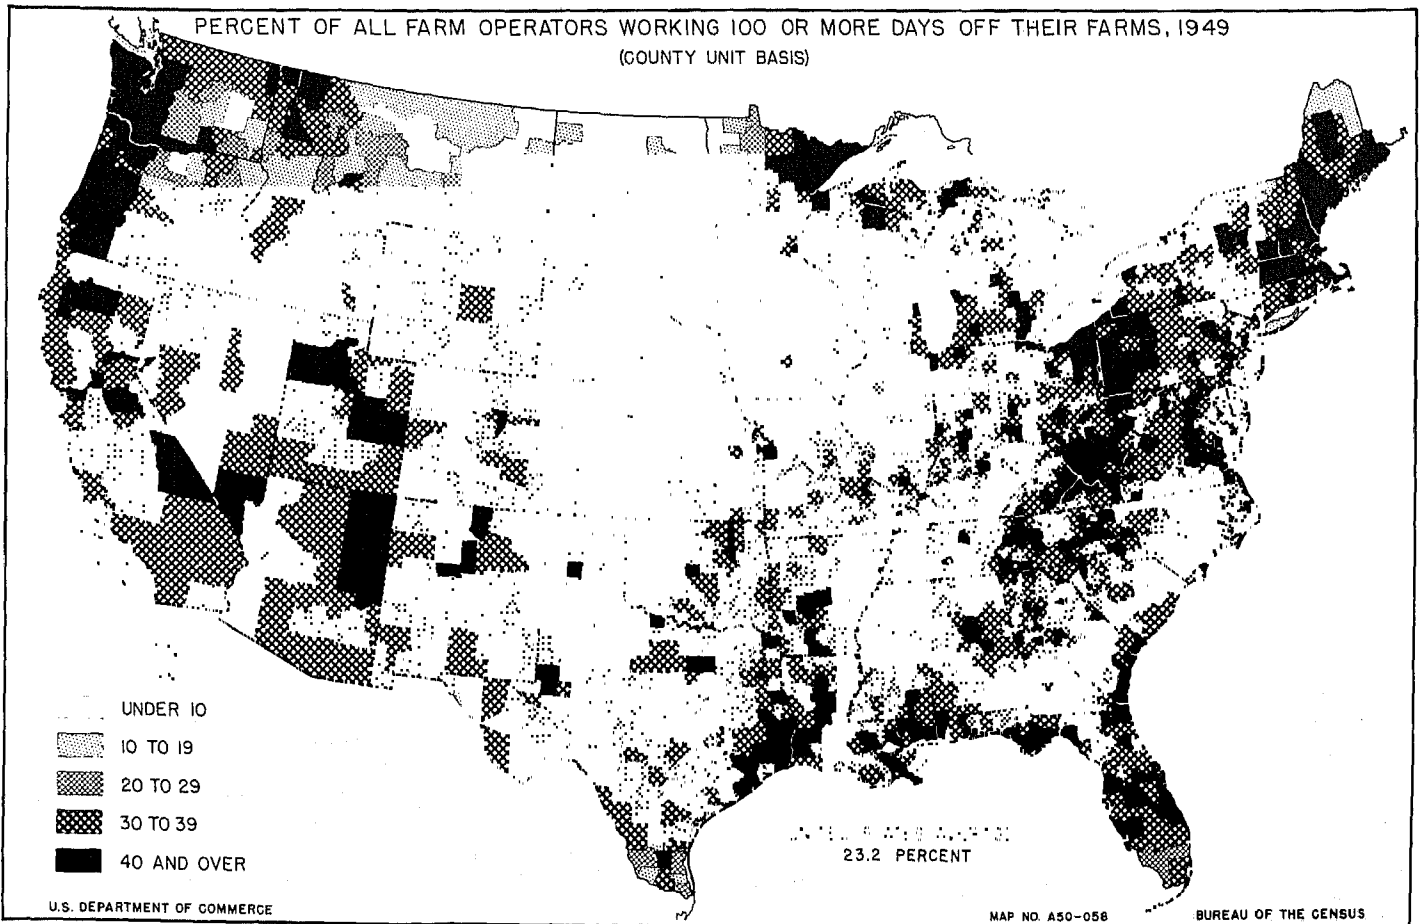 PERCENT OF ALL FARM OPERATORS WORKING 100 OR MORE DAYS OFF THEIR FARMS, 1949
(COUNTY UNIT BASIS)
UNDER 10
10 TO 19
20 TO 29
30 TO 39
40 AND OVER
23.2 PERCENT
U.S. DEPARTMENT OF COMMERCE
MAP NO. A50-058
BUREAU OF THE CENSUS